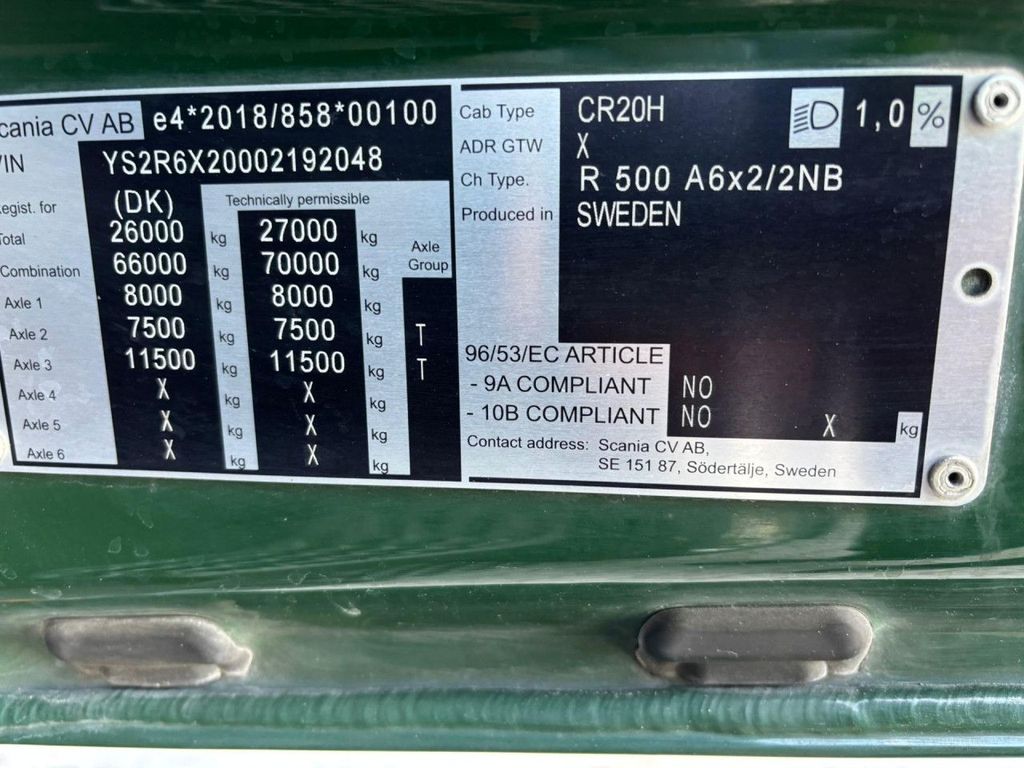 cania CV AB e4*2018/858*00100
VIN YS2R6X20002192048
egist. for (DK) Technically permissible
Total 26000 kg 27000 kg Axle Group
Combination 66000 kg 70000 kg
Axle 1 8000 kg 8000 kg
Axle 2 7500 kg 7500 kg T
Axle 3 11500 kg 11500 kg T
Axle 4 X kg X kg
Axle 5 X kg X kg
Axle 6 X kg X kg
Cab Type CR20H 1,0 %
ADR GTW X
Ch Type. R 500 A6x2/2NB
Produced in SWEDEN
96/53/EC ARTICLE
- 9A COMPLIANT NO
- 10B COMPLIANT NO X kg
Contact address: Scania CV AB,
SE 151 87, Södertälje, Sweden